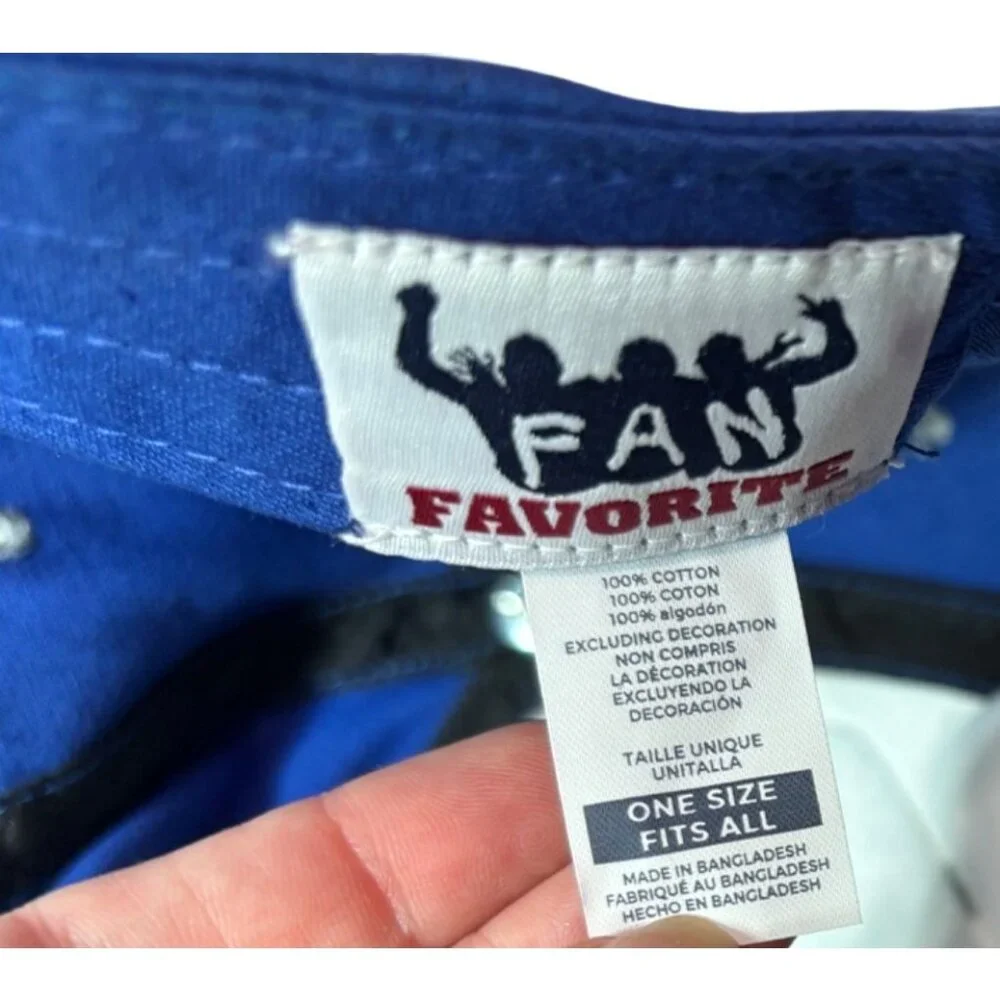 FAN
FAVORITE
100% COTTON
100% COTON
100% algodón
EXCLUDING DECORATION
NON COMPRIS
LA DÉCORATION
EXCLUYENDO LA
DECORACIÓN
TAILLE UNIQUE
UNITALLA
ONE SIZE
FITS ALL
MADE IN BANGLADESH
FABRIQUÉ AU BANGLADESH
HECHO EN BANGLADESH